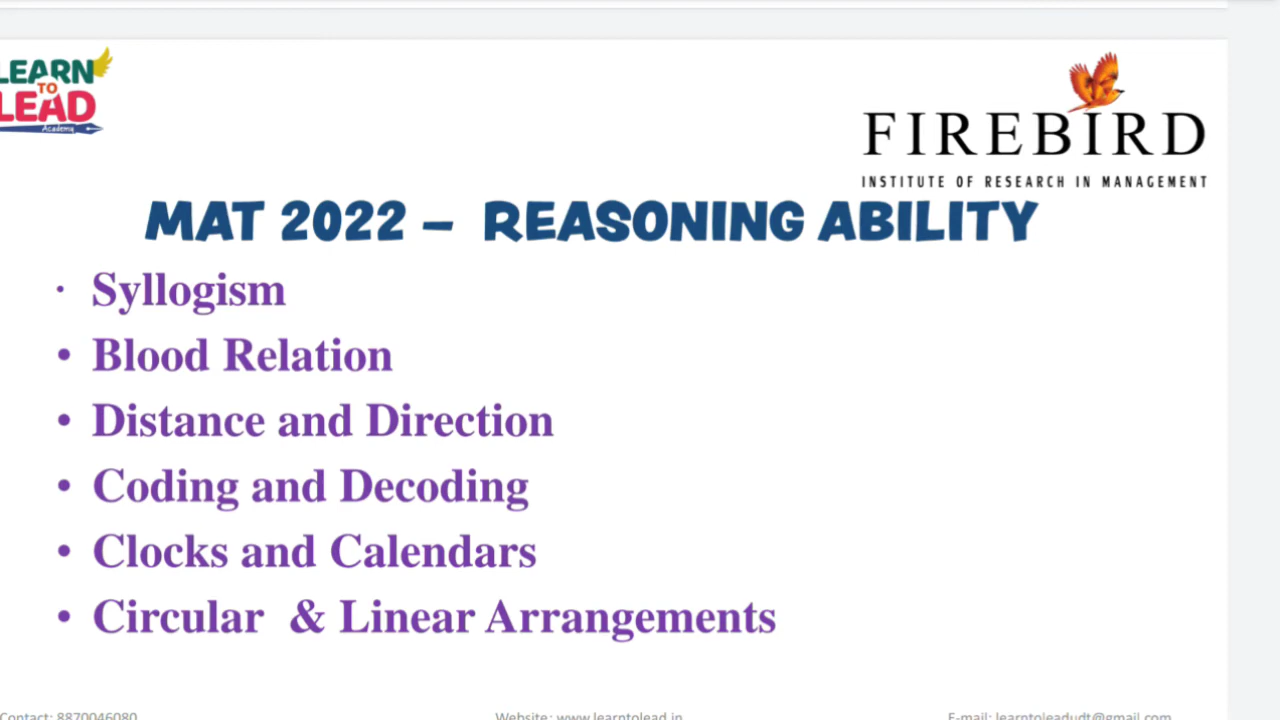 LEARN
TO
LEAD
Academy
FIREBIRD
INSTITUTE OF RESEARCH IN MANAGEMENT
MAT 2022 – REASONING ABILITY
• Syllogism
• Blood Relation
• Distance and Direction
• Coding and Decoding
• Clocks and Calendars
• Circular & Linear Arrangements
Contact: 8870046080
Website: www.learntolead.in
E-mail: learntoleadudt@gmail.com